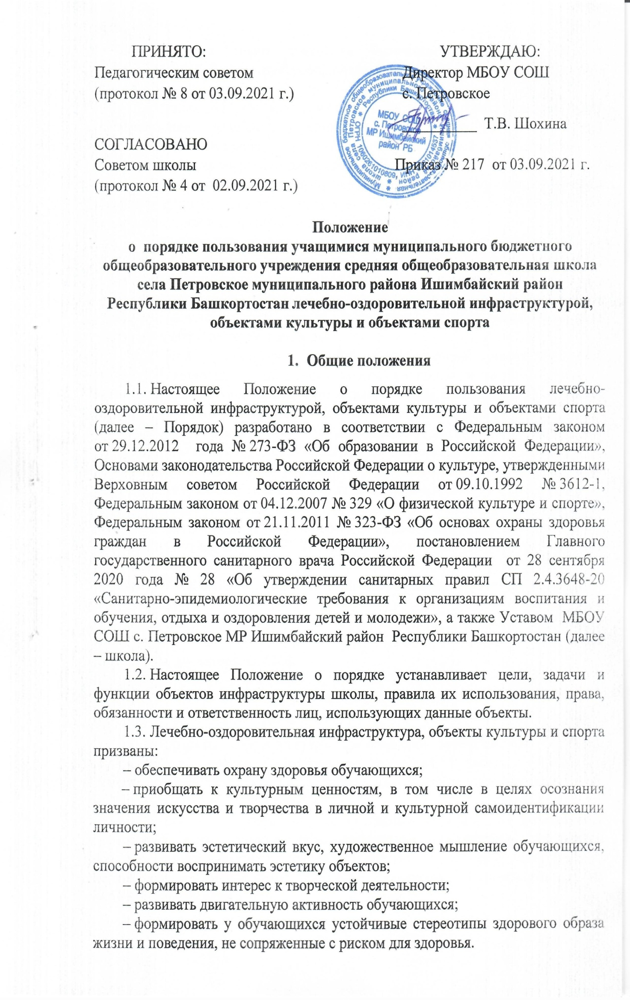 ПРИНЯТО:
Педагогическим советом
(протокол № 8 от 03.09.2021 г.)
СОГЛАСОВАНО
Советом школы
(протокол № 4 от 02.09.2021 г.)
УТВЕРЖДАЮ:
Директор МБОУ СОШ
с. Петровское
Т.В. Шохина
Приказ № 217 от 03.09.2021 г.
МБОУ СОШ
с. Петровское
МР Ишимбайский
район РБ
Положение
о порядке пользования учащимися муниципального бюджетного
общеобразовательного учреждения средняя общеобразовательная школа
села Петровское муниципального района Ишимбайский район
Республики Башкортостан лечебно-оздоровительной инфраструктурой,
объектами культуры и объектами спорта
1. Общие положения
1.1. Настоящее Положение о порядке пользования лечебно-
оздоровительной инфраструктурой, объектами культуры и объектами спорта
(далее – Порядок) разработано в соответствии с Федеральным законом
от 29.12.2012 года № 273-ФЗ «Об образовании в Российской Федерации»,
Основами законодательства Российской Федерации о культуре, утвержденными
Верховным советом Российской Федерации от 09.10.1992 № 3612-1,
Федеральным законом от 04.12.2007 № 329 «О физической культуре и спорте»,
Федеральным законом от 21.11.2011 № 323-ФЗ «Об основах охраны здоровья
граждан в Российской Федерации», постановлением Главного
государственного санитарного врача Российской Федерации от 28 сентября
2020 года № 28 «Об утверждении санитарных правил СП 2.4.3648-20
«Санитарно-эпидемиологические требования к организациям воспитания и
обучения, отдыха и оздоровления детей и молодежи», а также Уставом МБОУ
СОШ с. Петровское МР Ишимбайский район Республики Башкортостан (далее
– школа).
1.2. Настоящее Положение о порядке устанавливает цели, задачи и
функции объектов инфраструктуры школы, правила их использования, права,
обязанности и ответственность лиц, использующих данные объекты.
1.3. Лечебно-оздоровительная инфраструктура, объекты культуры и спорта
призваны:
– обеспечивать охрану здоровья обучающихся;
– приобщать к культурным ценностям, в том числе в целях осознания
значения искусства и творчества в личной и культурной самоидентификации
личности;
– развивать эстетический вкус, художественное мышление обучающихся,
способности воспринимать эстетику объектов;
– формировать интерес к творческой деятельности;
– развивать двигательную активность обучающихся;
– формировать у обучающихся устойчивые стереотипы здорового образа
жизни и поведения, не сопряженные с риском для здоровья.